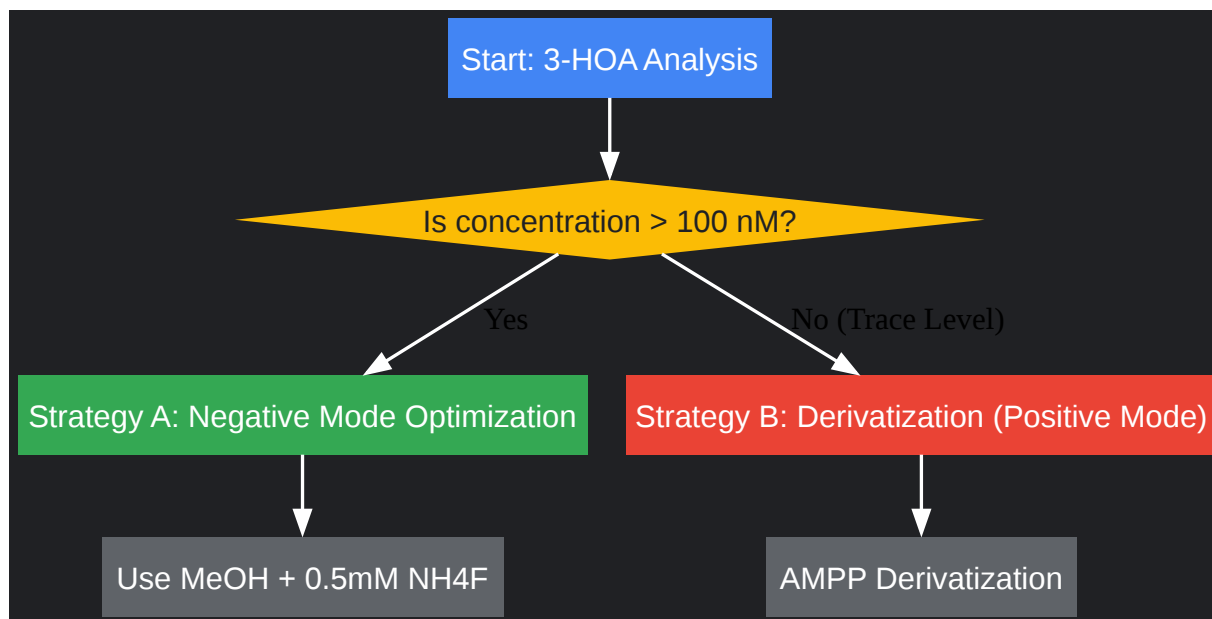 Start: 3-HOA Analysis
Is concentration > 100 nM?
Yes
No (Trace Level)
Strategy A: Negative Mode Optimization
Strategy B: Derivatization (Positive Mode)
Use MeOH + 0.5mM NH4F
AMPP Derivatization